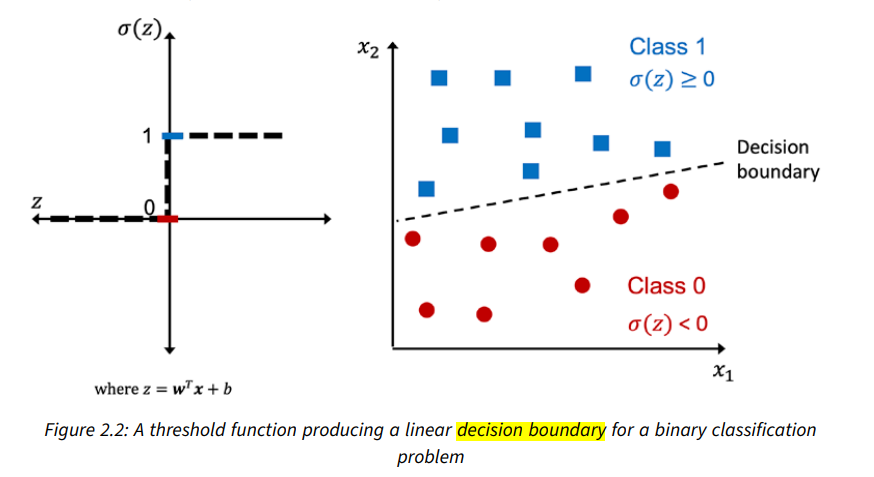 σ(z)
1
0
z
where z = wᵀx + b
x₂
Class 1
σ(z) ≥ 0
Decision
boundary
Class 0
σ(z) < 0
x₁
Figure 2.2: A threshold function producing a linear decision boundary for a binary classification
problem